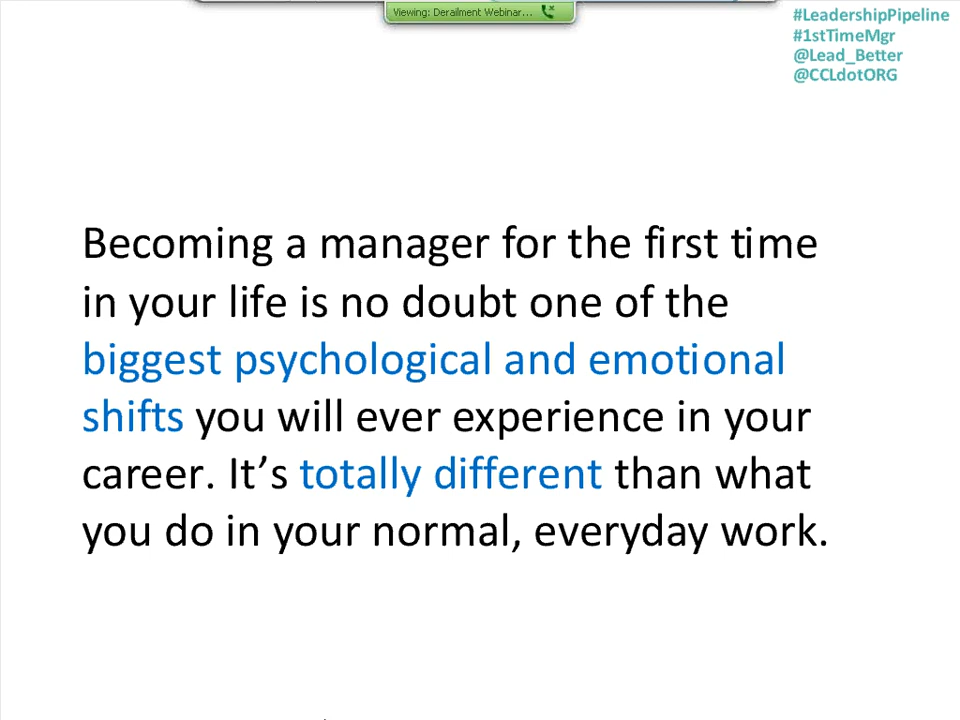 Viewing: Derailment Webinar...
#LeadershipPipeline
#1stTimeMgr
@Lead_Better
@CCLdotORG
Becoming a manager for the first time
in your life is no doubt one of the
biggest psychological and emotional
shifts you will ever experience in your
career. It’s totally different than what
you do in your normal, everyday work.